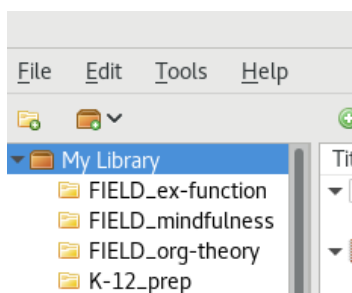 File Edit Tools Help
My Library
FIELD_ex-function
FIELD_mindfulness
FIELD_org-theory
K-12_prep